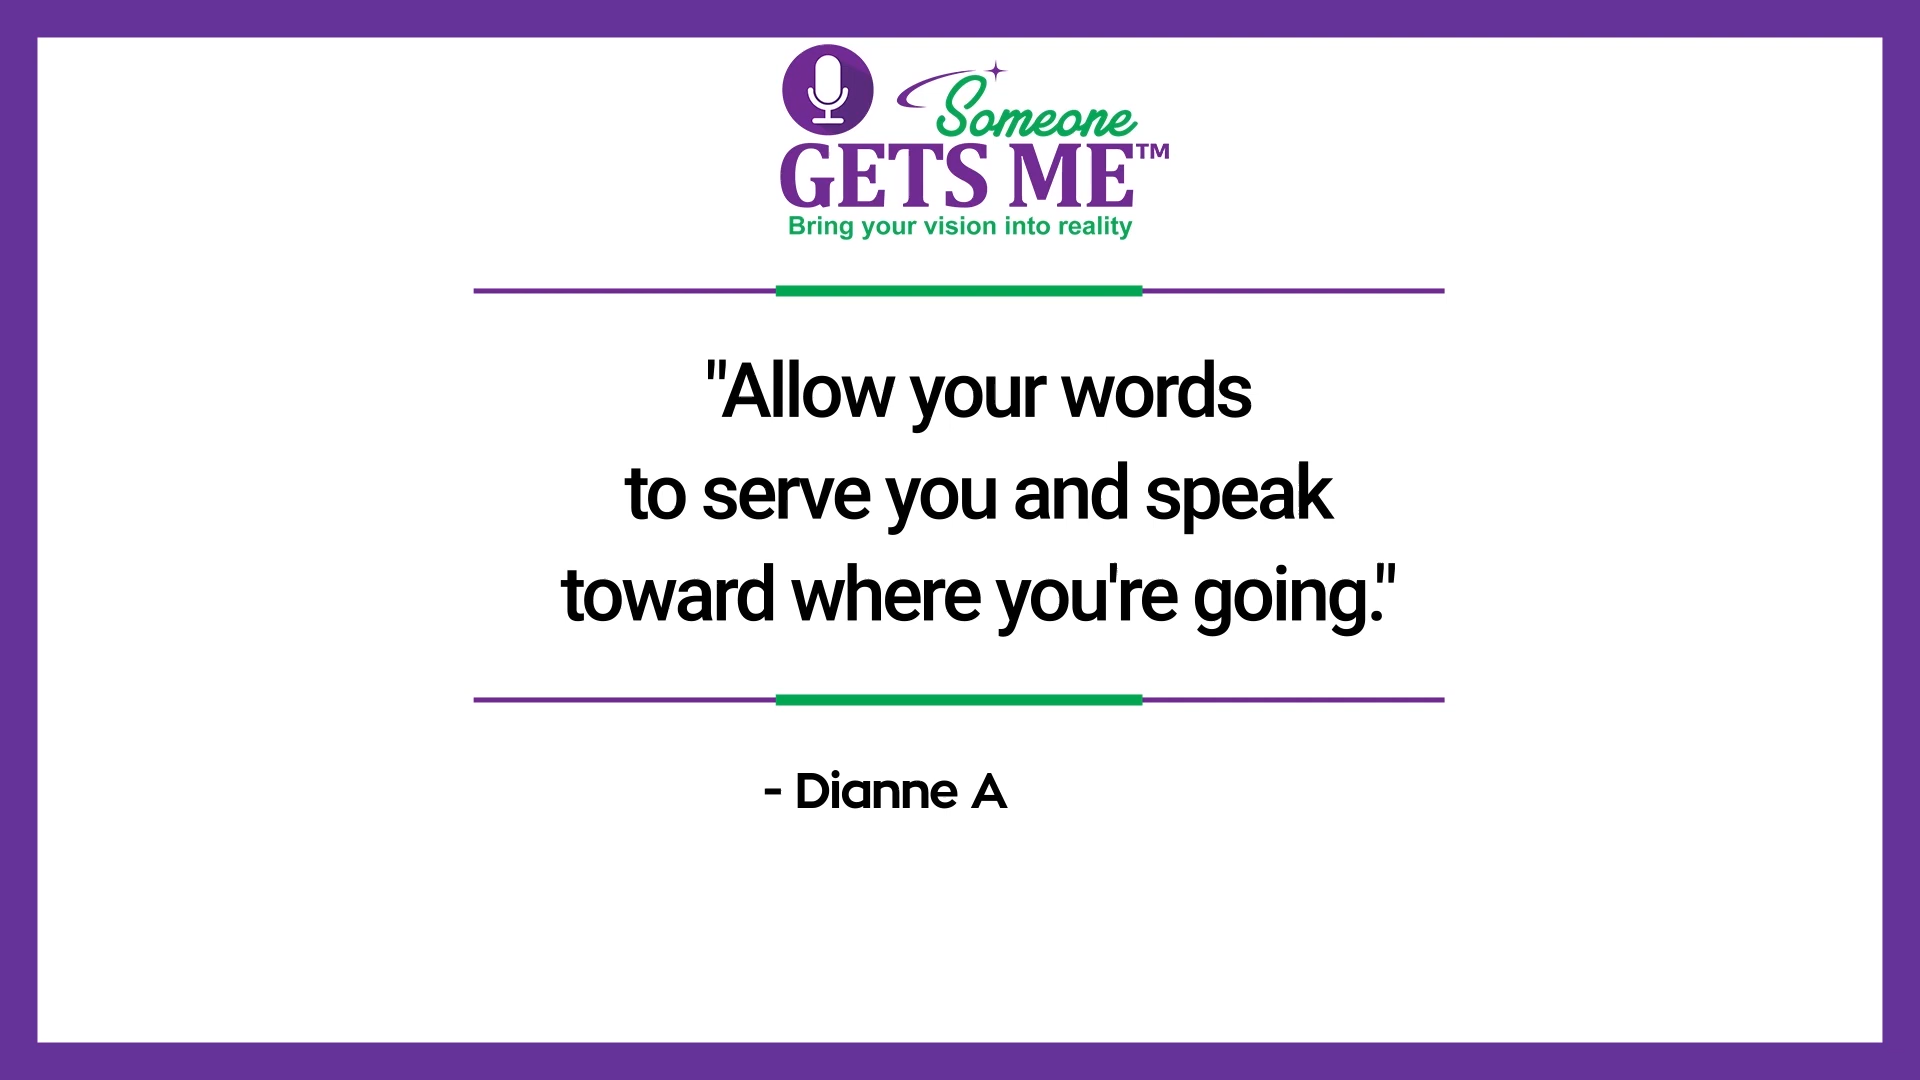 Someone
GETS ME™
Bring your vision into reality
"Allow your words
to serve you and speak
toward where you're going."
- Dianne A